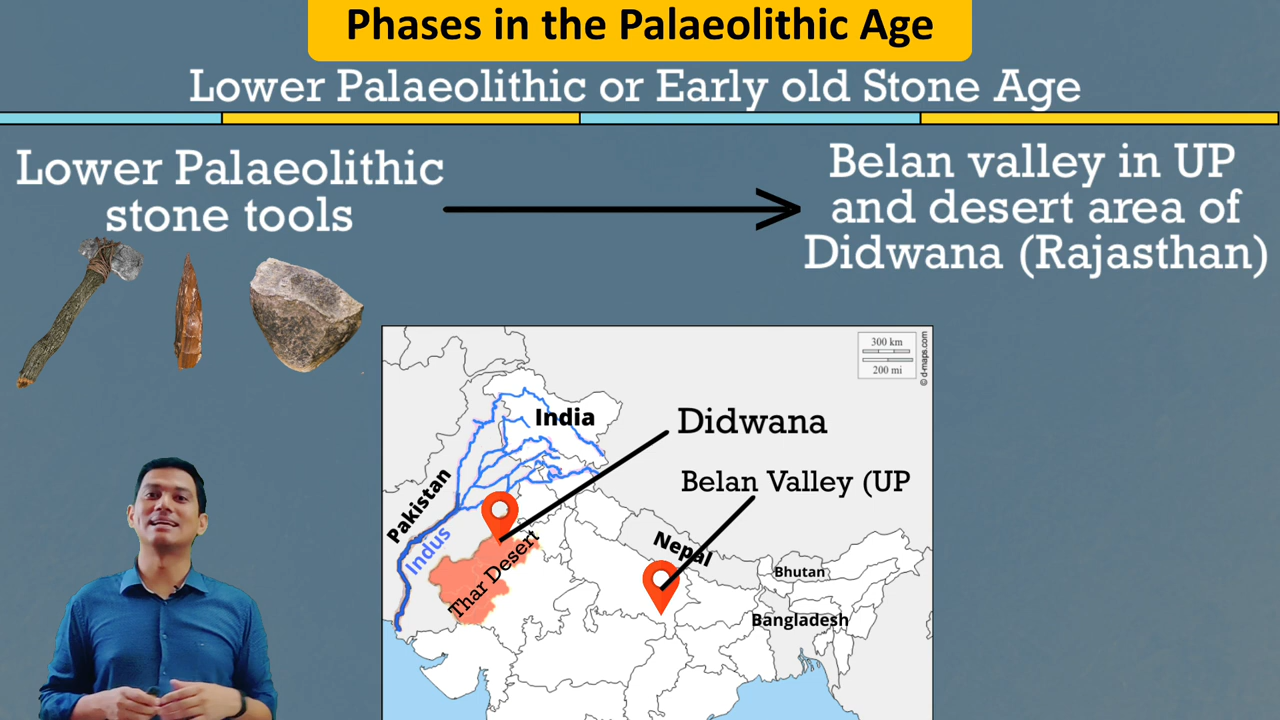 Phases in the Palaeolithic Age
Lower Palaeolithic or Early old Stone Age
Lower Palaeolithic
stone tools
Belan valley in UP
and desert area of
Didwana (Rajasthan)
300 km
200 mi
© d-maps.com
India
Didwana
Belan Valley (UP
Pakistan
Indus
Thar Desert
Nepal
Bhutan
Bangladesh